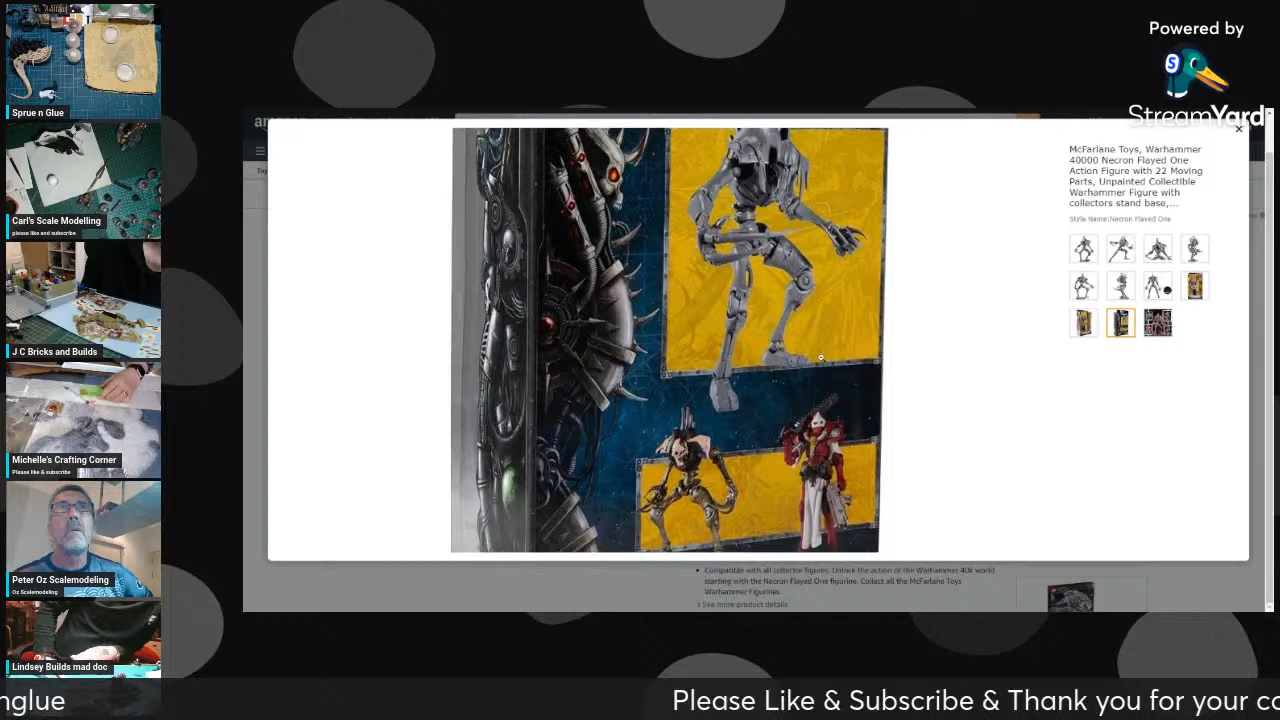 Sprue n Glue
Carl's Scale Modelling
please like and subscribe
J C Bricks and Builds
Michelle's Crafting Corner
Please like & subscribe
Peter Oz Scalemodeling
Oz Scalemodeling
Lindsey Builds mad doc
Powered by
StreamYard
McFarlane Toys, Warhammer
40000 Necron Flayed One
Action Figure with 22 Moving
Parts, Unpainted Collectible
Warhammer Figure with
collectors stand base,...
Style Name:Necron Flayed One
Compatible with all collector figures. Unlock the action of the Warhammer 40k world
starting with the Necron Flayed One figurine. Collect all the McFarlane Toys
Warhammer Figurines
› See more product details
nglue
Please Like & Subscribe & Thank you for your co